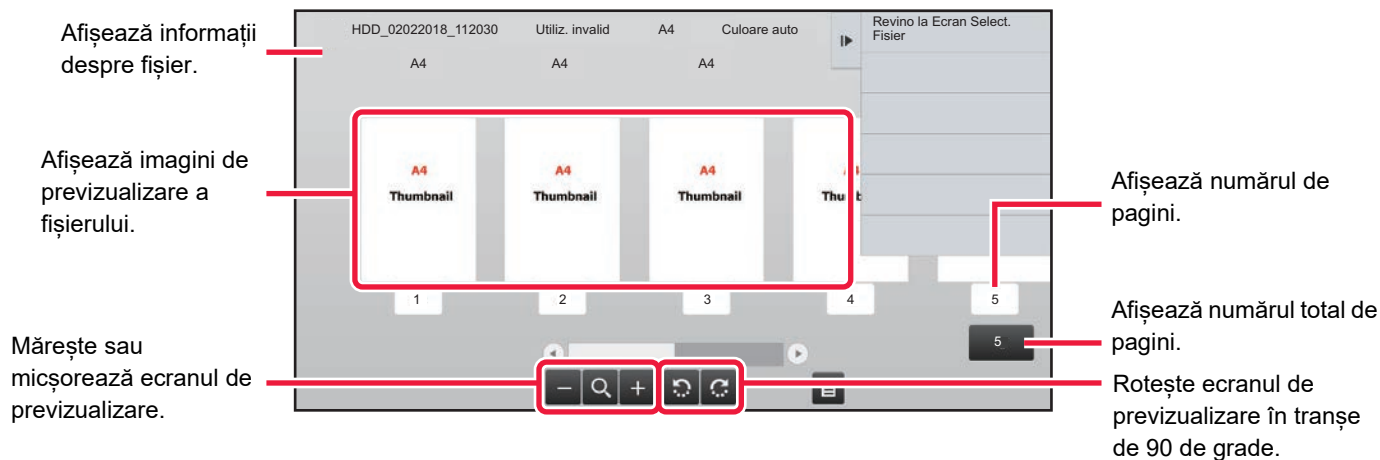 Afișează informații
despre fișier.
HDD_02022018_112030 Utiliz. invalid A4 Culoare auto
Revino la Ecran Select.
Fisier
A4 A4 A4
Afișează imagini de
previzualizare a
fișierului.
A4
Thumbnail
A4
Thumbnail
A4
Thumbnail
Afișează numărul de
pagini.
1 2 3 4 5
Afișează numărul total de
pagini.
5
Mărește sau
micșorează ecranul de
previzualizare.
Rotește ecranul de
previzualizare în tranșe
de 90 de grade.